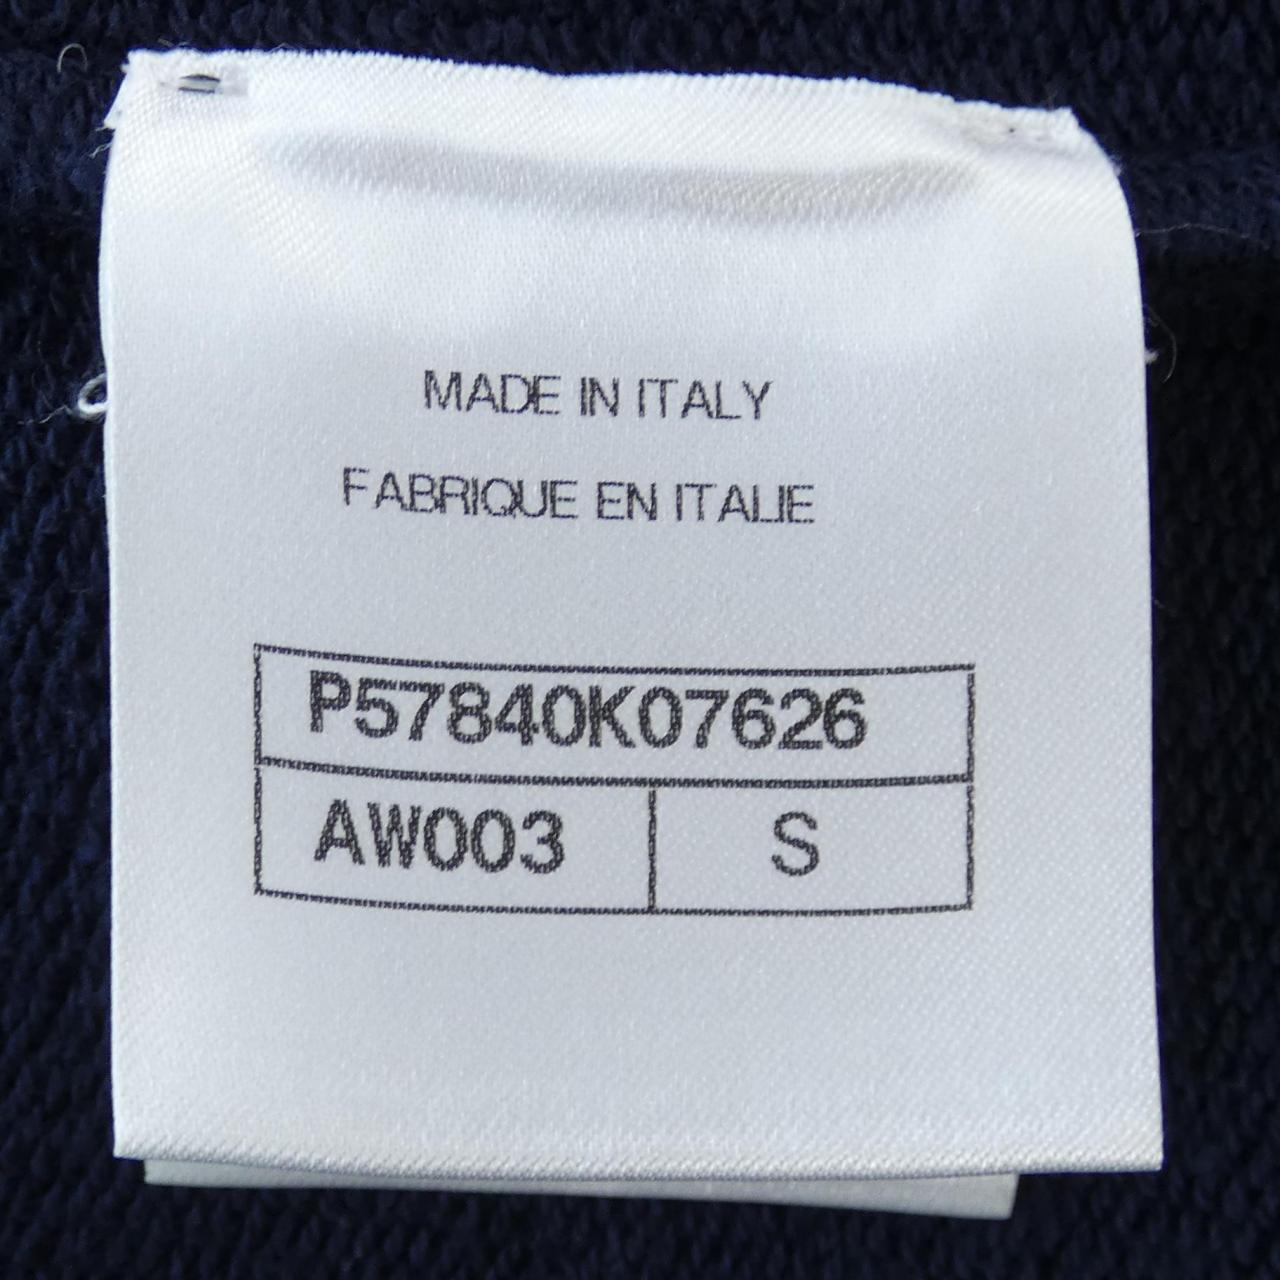 MADE IN ITALY
FABRIQUE EN ITALIE
P57840K07626
AW003 S